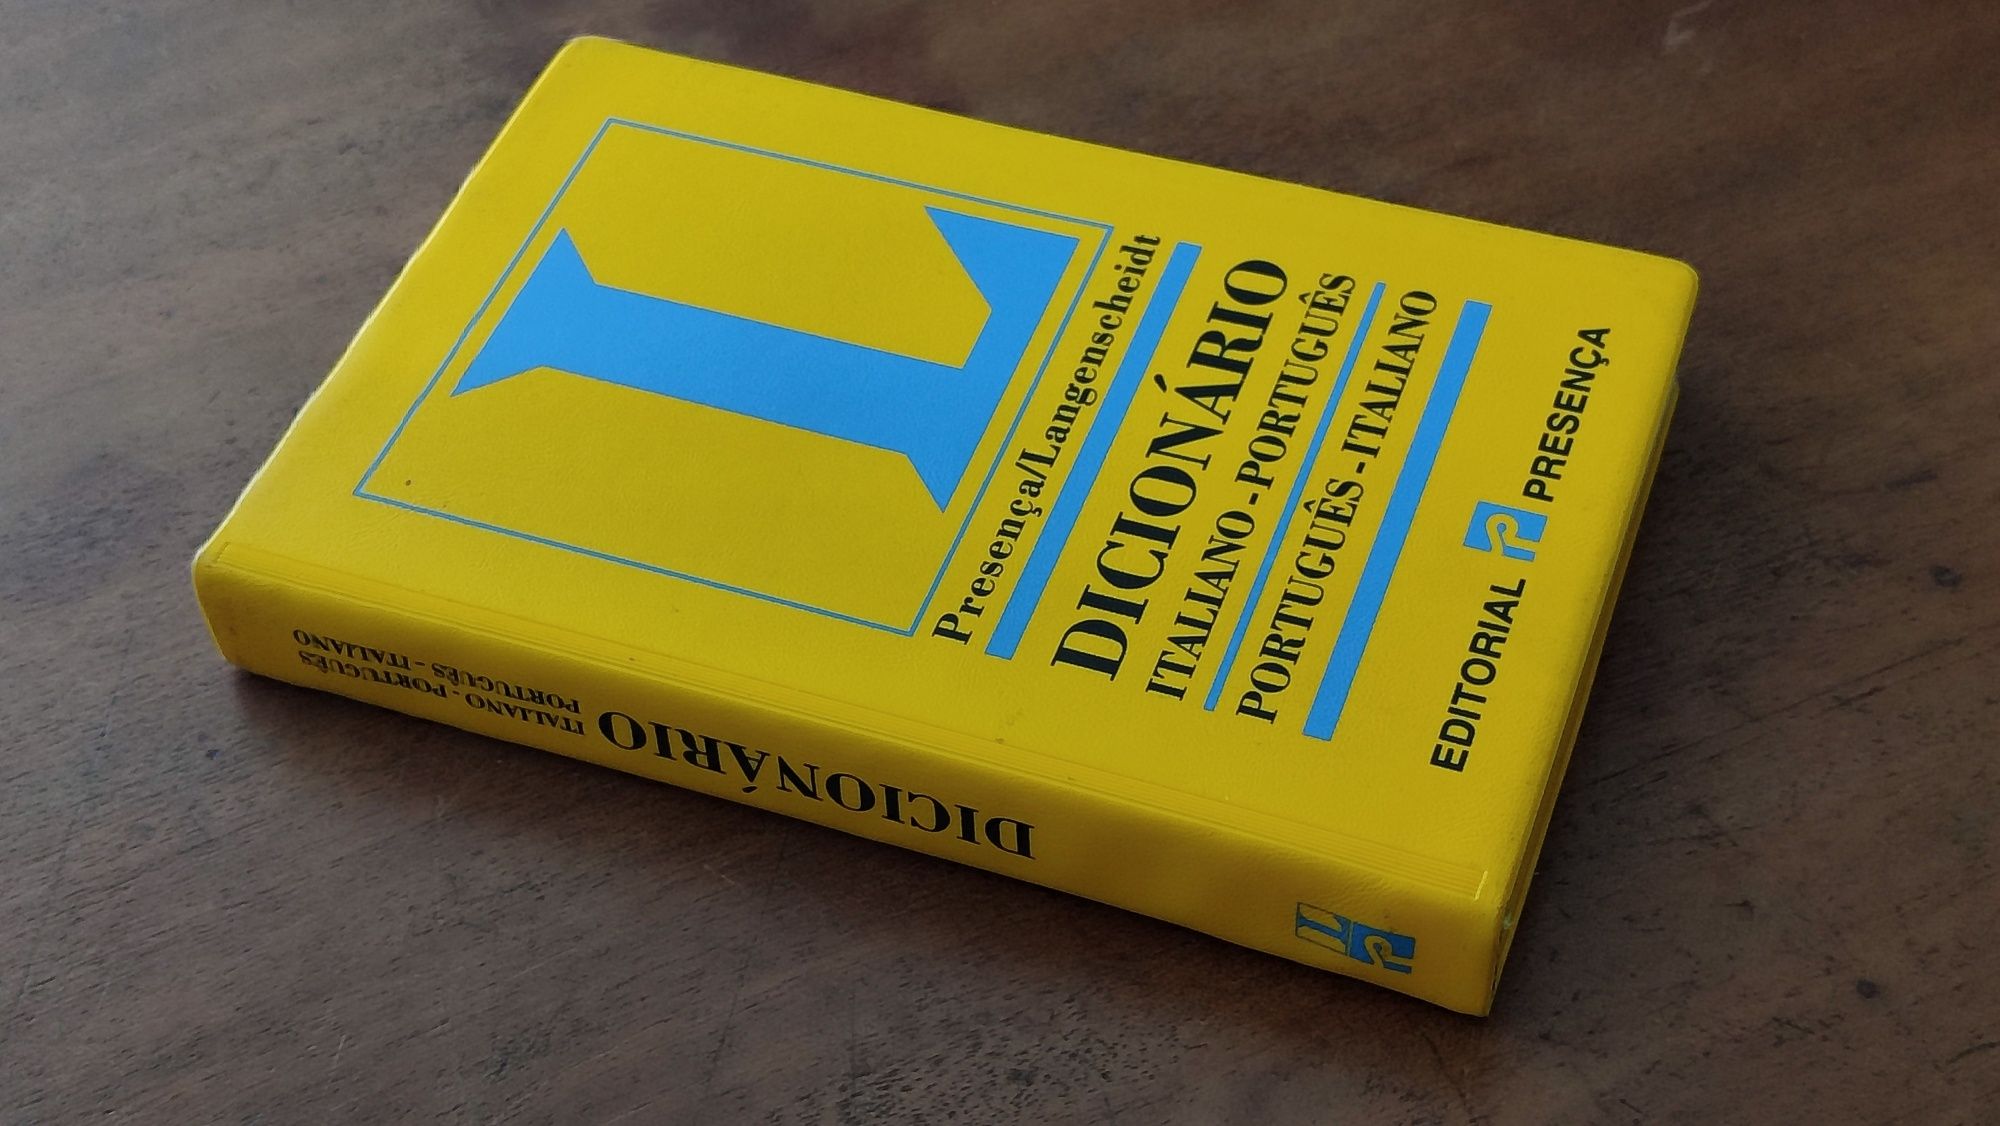 L
Presença/Langenscheidt
DICIONÁRIO
ITALIANO-PORTUGUÊS
PORTUGUÊS-ITALIANO
EDITORIAL P PRESENÇA
DICIONÁRIO
ITALIANO - PORTUGUÊS
PORTUGUÊS - ITALIANO
L
P